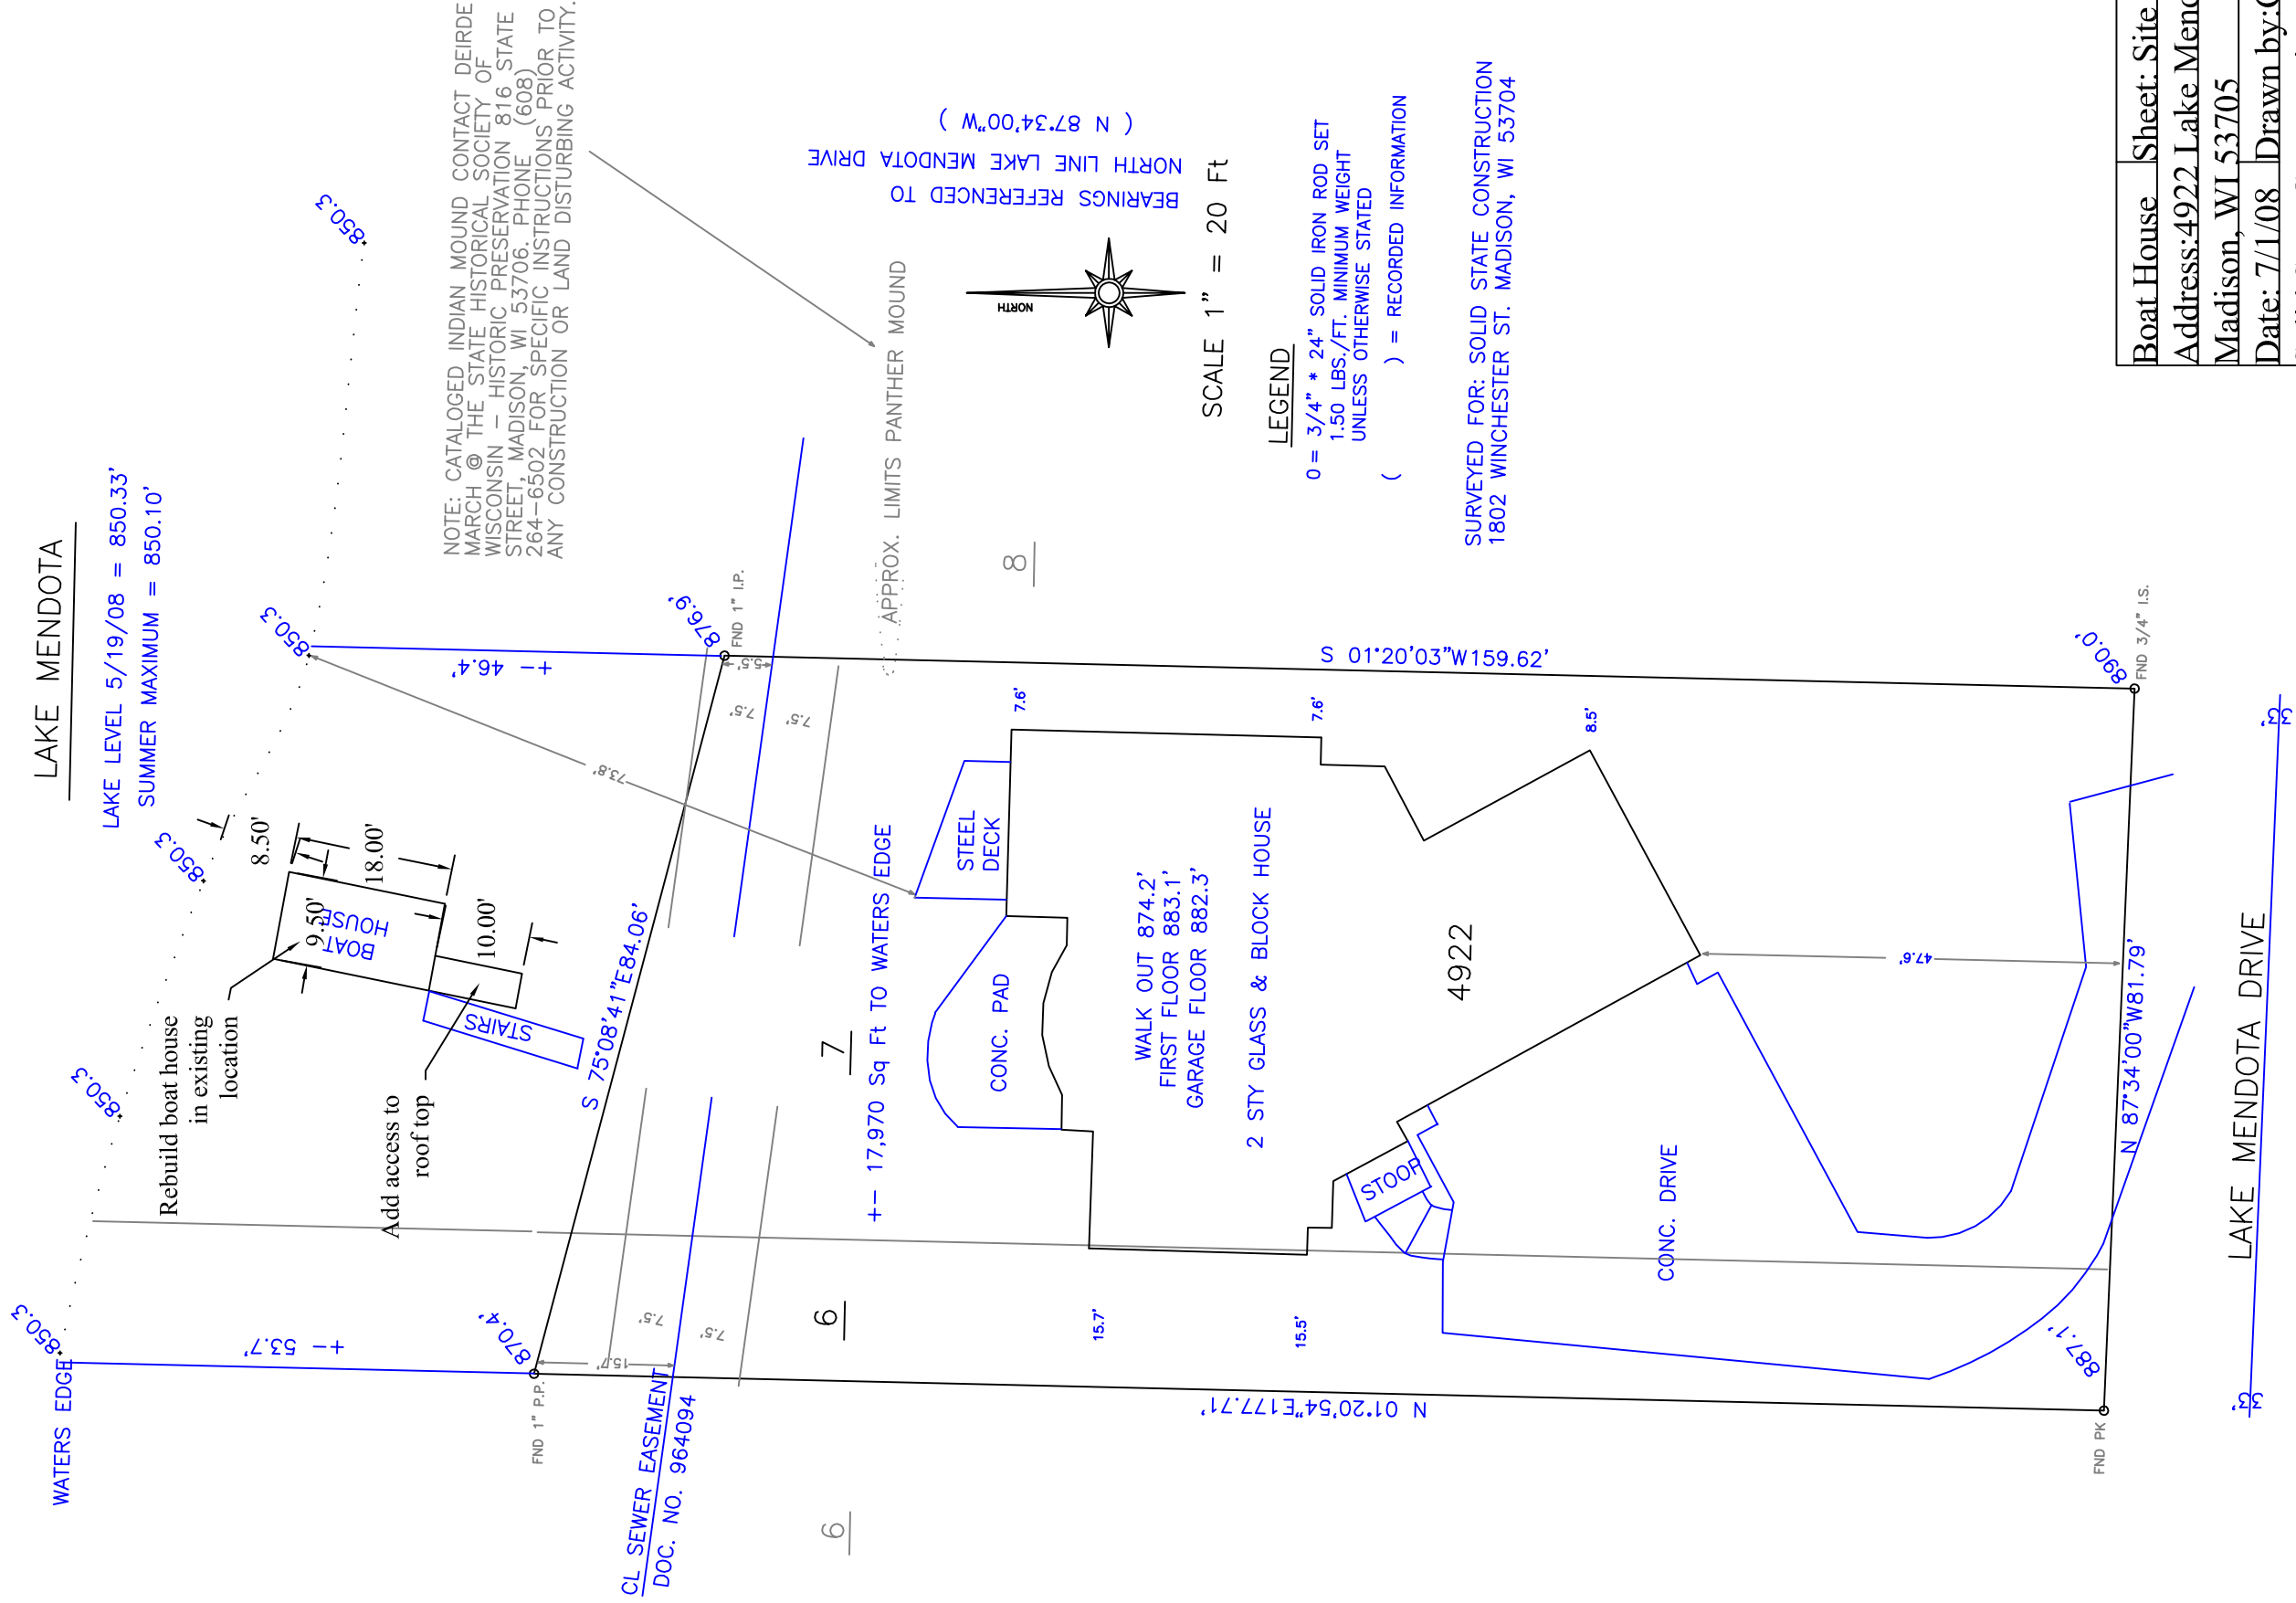 LAKE MENDOTA
LAKE LEVEL 5/19/08 = 850.33'
SUMMER MAXIMUM = 850.10'
WATERS EDGE
850.3
850.3
850.3
850.3
850.3
+- 53.7'
+- 46.4'
NOTE: CATALOGED INDIAN MOUND CONTACT DEIRDE
MARCH @ THE STATE HISTORICAL SOCIETY OF
WISCONSIN - HISTORIC PRESERVATION 816 STATE
STREET, MADISON, WI 53706. PHONE (608)
264-6502 FOR SPECIFIC INSTRUCTIONS PRIOR TO
ANY CONSTRUCTION OR LAND DISTURBING ACTIVITY.
Rebuild boat house
in existing
location
8.50'
18.00'
9.50'
10.00'
BOAT
HOUSE
STAIRS
Add access to
roof top
73.8'
S 75°08'41"E84.06'
870.4'
FND 1" P.P.
876.9'
FND 1" I.P.
5.5'
7.5'
7.5'
7.5'
7.5'
15.7'
CL SEWER EASEMENT
DOC. NO. 964094
APPROX. LIMITS PANTHER MOUND
6
6
7
8
+- 17,970 Sq Ft TO WATERS EDGE
STEEL
DECK
CONC. PAD
7.6'
7.6'
8.5'
15.7'
15.5'
WALK OUT 874.2'
FIRST FLOOR 883.1'
GARAGE FLOOR 882.3'
2 STY GLASS & BLOCK HOUSE
4922
STOOP
CONC. DRIVE
47.6'
S 01°20'03"W159.62'
N 01°20'54"E177.71'
N 87°34'00"W81.79'
890.0'
FND 3/4" I.S.
887.1'
FND PK
33'
33'
LAKE MENDOTA DRIVE
BEARINGS REFERENCED TO
NORTH LINE LAKE MENDOTA DRIVE
( N 87°34'00"W )
NORTH
SCALE 1" = 20 Ft
LEGEND
0 = 3/4" * 24" SOLID IRON ROD SET
1.50 LBS./FT. MINIMUM WEIGHT
UNLESS OTHERWISE STATED
( ) = RECORDED INFORMATION
SURVEYED FOR: SOLID STATE CONSTRUCTION
1802 WINCHESTER ST. MADISON, WI 53704
Boat House Sheet: Site
Address:4922 Lake Mend
Madison, WI 53705
Date: 7/1/08 Drawn by: